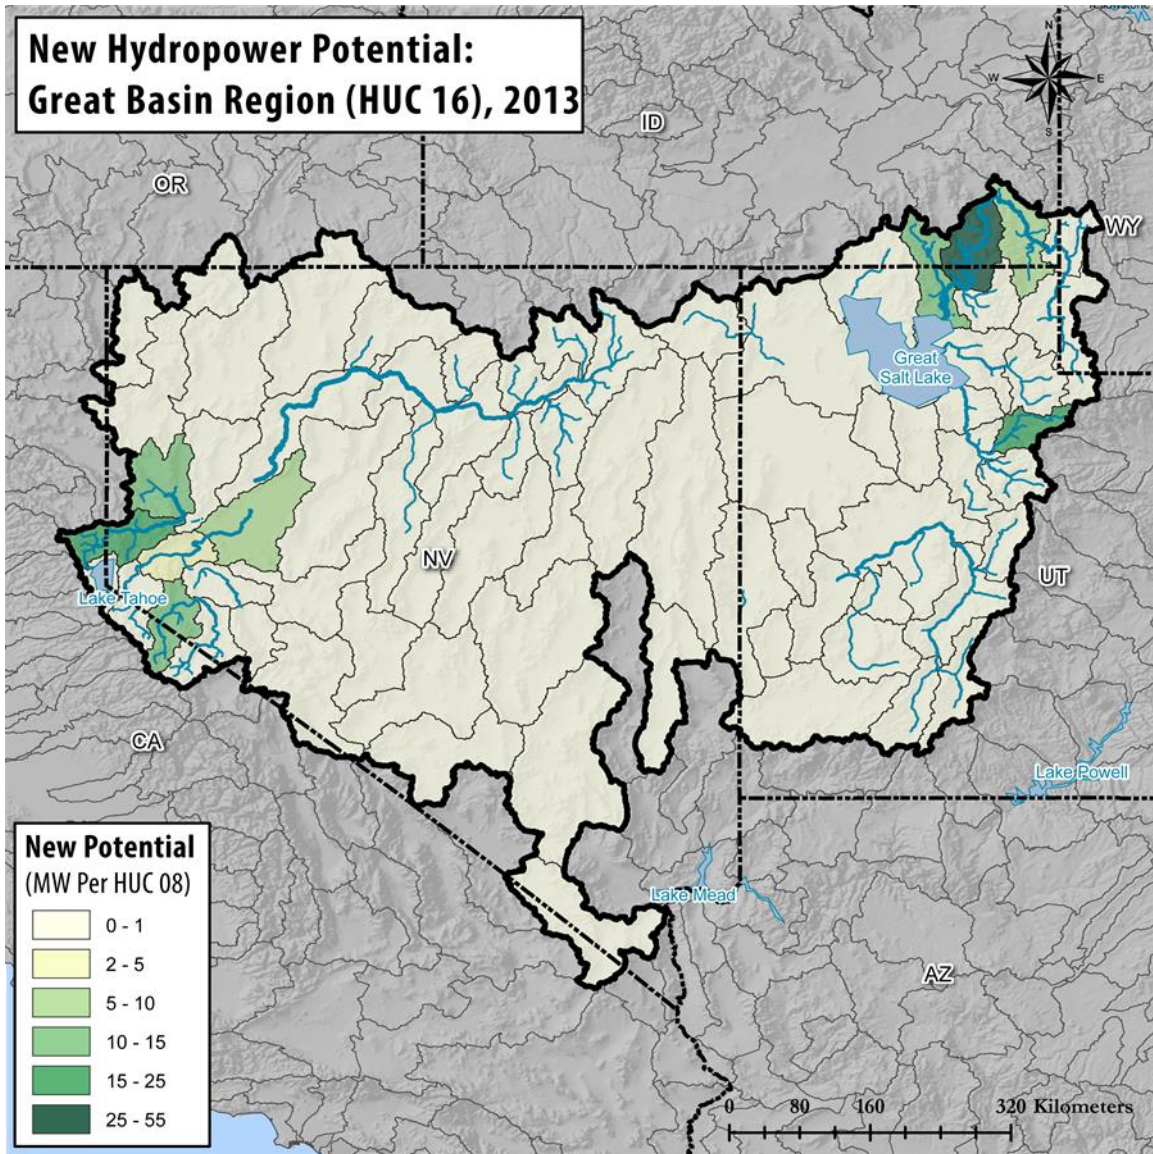 New Hydropower Potential:
Great Basin Region (HUC 16), 2013
N
W
E
S
ID
OR
WY
Great
Salt Lake
NV
UT
Lake Tahoe
CA
Lake Powell
Lake Mead
AZ
New Potential
(MW Per HUC 08)
0 - 1
2 - 5
5 - 10
10 - 15
15 - 25
25 - 55
0 80 160 320 Kilometers